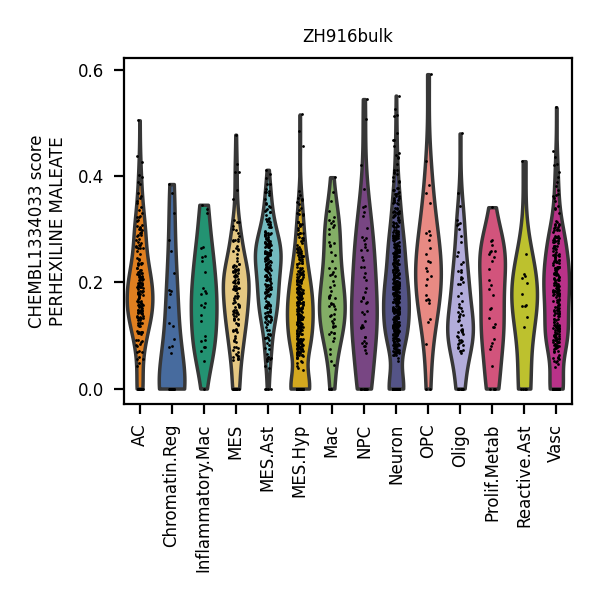 ZH916bulk
CHEMBL1334033 score
PERHEXILINE MALEATE
0.6
0.4
0.2
0.0
AC
Chromatin.Reg
Inflammatory.Mac
MES
MES.Ast
MES.Hyp
Mac
NPC
Neuron
OPC
Oligo
Prolif.Metab
Reactive.Ast
Vasc